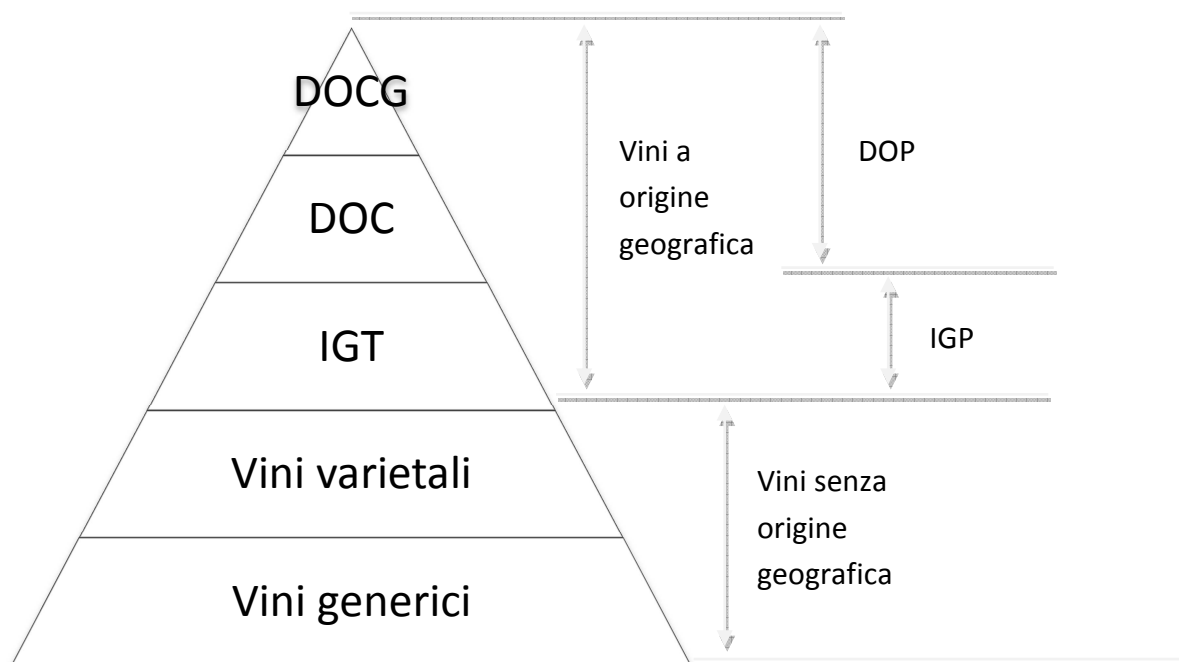 DOCG
DOC
IGT
Vini varietali
Vini generici
Vini a
origine
geografica
DOP
IGP
Vini senza
origine
geografica